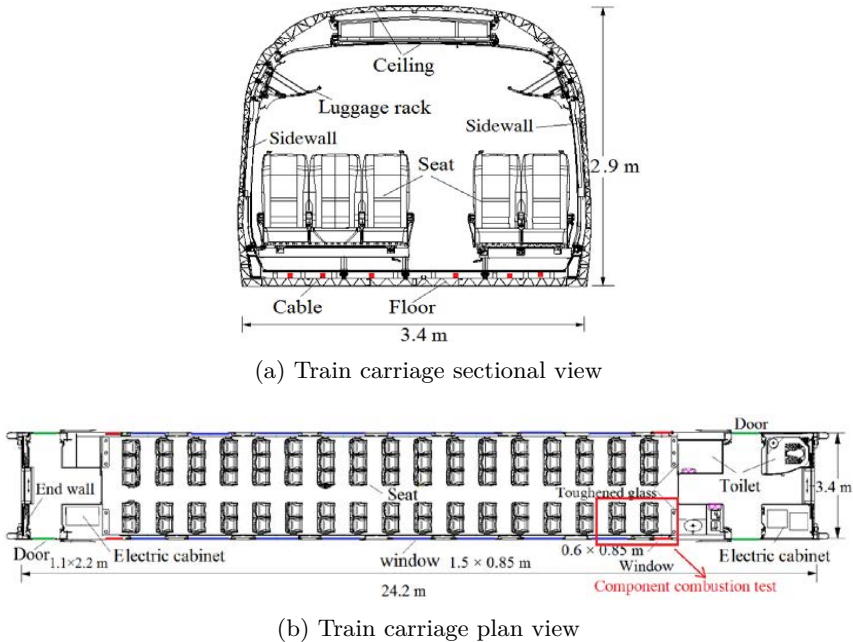 Ceiling
Luggage rack
Sidewall
Sidewall
Seat
2.9 m
Cable
Floor
3.4 m
(a) Train carriage sectional view
Door
End wall
Seat
Toughened glass
Toilet
3.4 m
Door
1.1×2.2 m
Electric cabinet
window
1.5 × 0.85 m
0.6 × 0.85 m
Window
Electric cabinet
Component combustion test
24.2 m
(b) Train carriage plan view